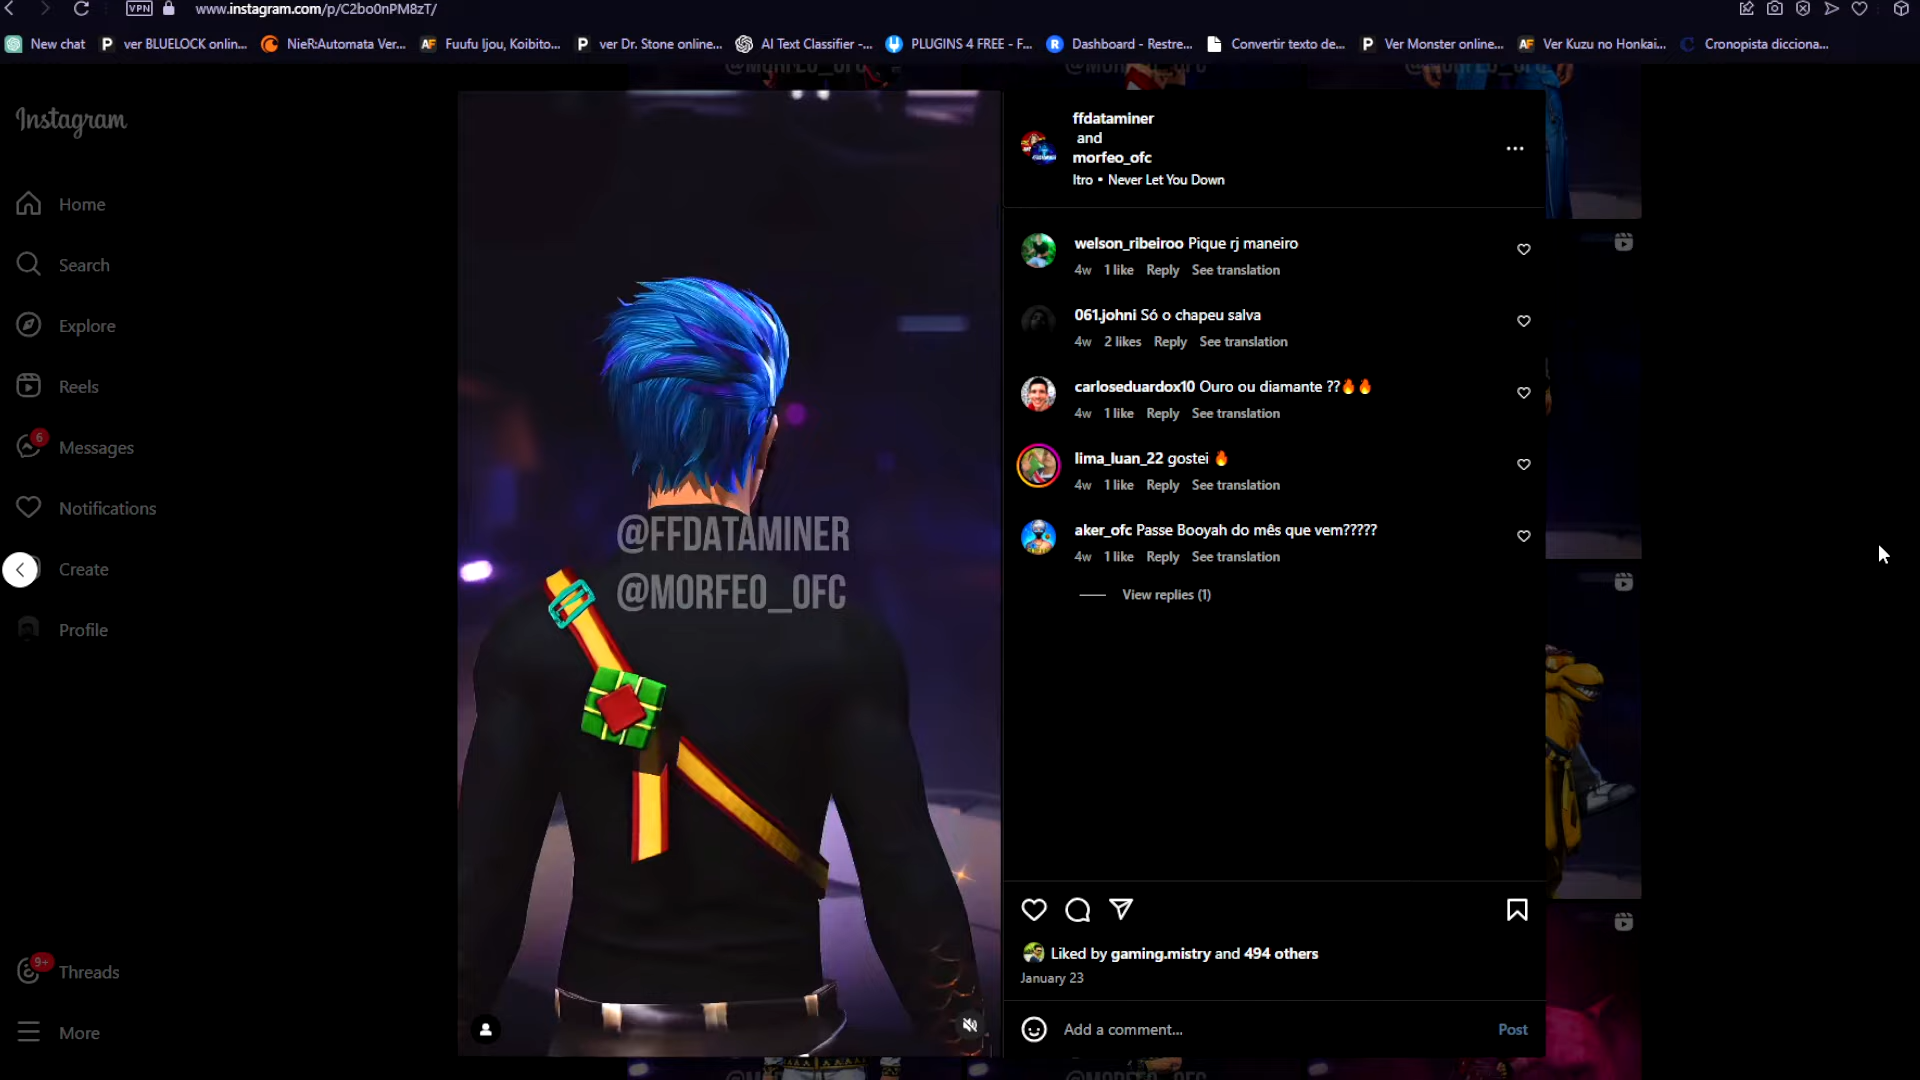 VPN
www.instagram.com/p/C2bo0nPM8zT/
New chat
ver BLUELOCK onlin...
NieR:Automata Ver...
Fuufu Ijou, Koibito...
ver Dr. Stone online...
AI Text Classifier -...
PLUGINS 4 FREE - F...
Dashboard - Restre...
Convertir texto de...
Ver Monster online...
Ver Kuzu no Honkai...
Cronopista dicciona...
Instagram
Home
Search
Explore
Reels
6
Messages
Notifications
Create
Profile
9+
Threads
More
@FFDATAMINER
@MORFEO_OFC
ffdataminer
and
morfeo_ofc
Itro • Never Let You Down
welson_ribeiroo Pique rj maneiro
4w 1 like Reply See translation
061.johni Só o chapeu salva
4w 2 likes Reply See translation
carloseduardox10 Ouro ou diamante ??🔥🔥
4w 1 like Reply See translation
lima_luan_22 gostei 🔥
4w 1 like Reply See translation
aker_ofc Passe Booyah do mês que vem?????
4w 1 like Reply See translation
View replies (1)
Liked by gaming.mistry and 494 others
January 23
Add a comment...
Post